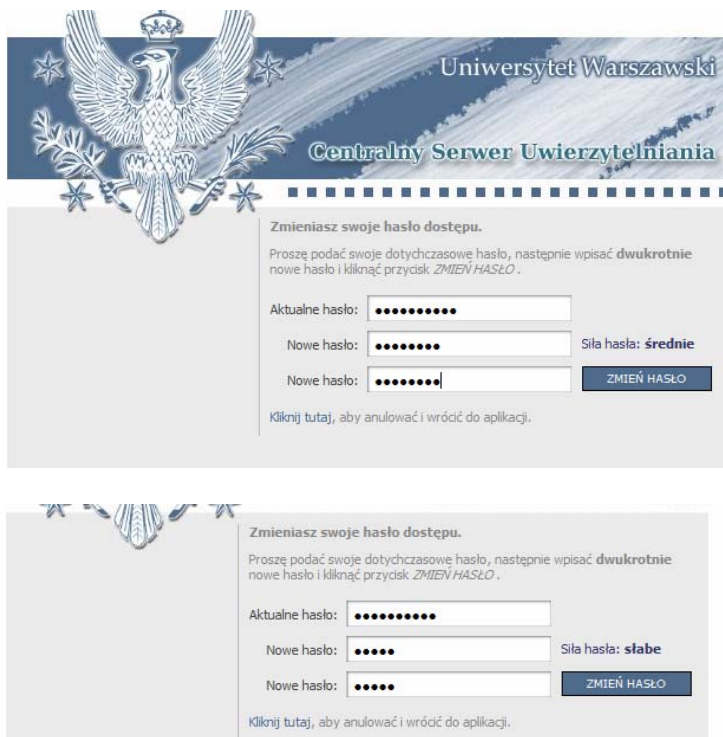 Uniwersytet Warszawski
Centralny Serwer Uwierzytelniania
Zmieniasz swoje hasło dostępu.
Proszę podać swoje dotychczasowe hasło, następnie wpisać dwukrotnie
nowe hasło i kliknąć przycisk ZMIEŃ HASŁO .
Aktualne hasło: ●●●●●●●●●●
Nowe hasło: ●●●●●●●● Siła hasła: średnie
Nowe hasło: ●●●●●●●● ZMIEŃ HASŁO
Kliknij tutaj, aby anulować i wrócić do aplikacji.
Zmieniasz swoje hasło dostępu.
Proszę podać swoje dotychczasowe hasło, następnie wpisać dwukrotnie
nowe hasło i kliknąć przycisk ZMIEŃ HASŁO .
Aktualne hasło: ●●●●●●●●●●
Nowe hasło: ●●●●● Siła hasła: słabe
Nowe hasło: ●●●●● ZMIEŃ HASŁO
Kliknij tutaj, aby anulować i wrócić do aplikacji.